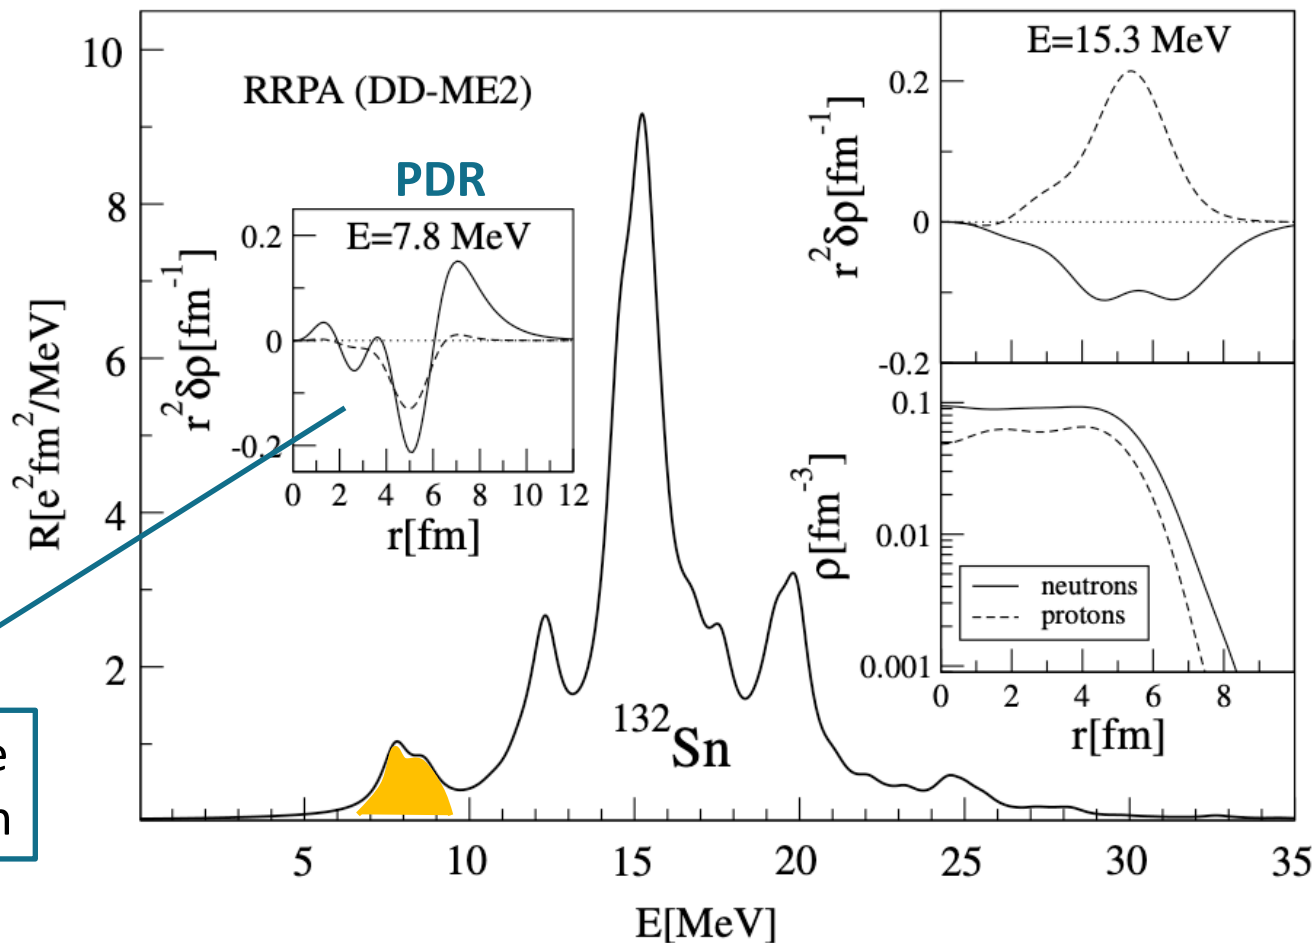 RRPA (DD-ME2)
PDR
E=7.8 MeV
0.2
0
-0.2
r²δρ[fm⁻¹]
0 2 4 6 8 10 12
r[fm]
E=15.3 MeV
0.2
0
-0.2
r²δρ[fm⁻¹]
0.1
0.01
0.001
ρ[fm⁻³]
neutrons
protons
0 2 4 6 8
r[fm]
10
8
6
4
2
R[e²fm²/MeV]
¹³²Sn
5 10 15 20 25 30 35
E[MeV]